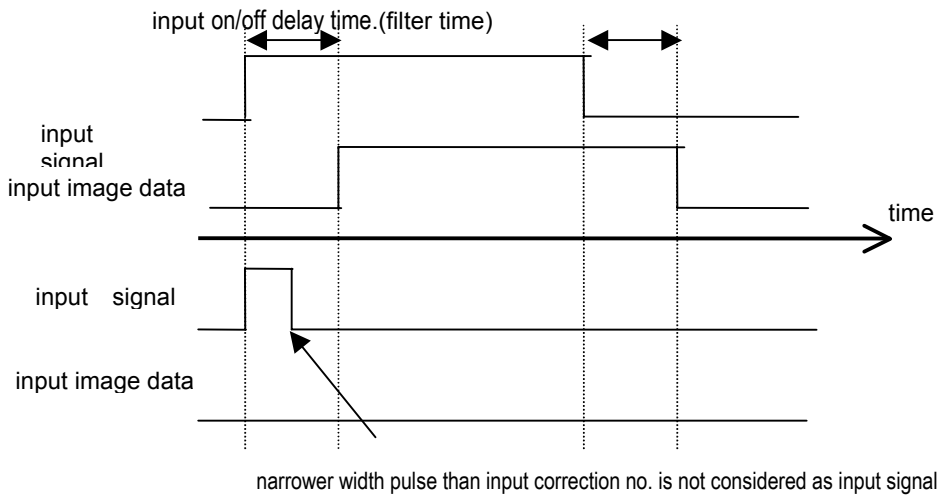 input on/off delay time.(filter time)
input
signal
input image data
time
input signal
input image data
narrower width pulse than input correction no. is not considered as input signal